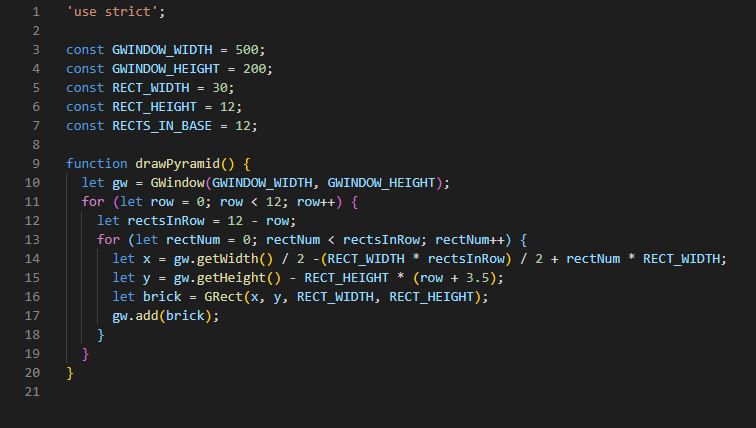 1 'use strict';
2
3 const GWINDOW_WIDTH = 500;
4 const GWINDOW_HEIGHT = 200;
5 const RECT_WIDTH = 30;
6 const RECT_HEIGHT = 12;
7 const RECTS_IN_BASE = 12;
8
9 function drawPyramid() {
10   let gw = GWindow(GWINDOW_WIDTH, GWINDOW_HEIGHT);
11   for (let row = 0; row < 12; row++) {
12     let rectsInRow = 12 - row;
13     for (let rectNum = 0; rectNum < rectsInRow; rectNum++) {
14       let x = gw.getWidth() / 2 -(RECT_WIDTH * rectsInRow) / 2 + rectNum * RECT_WIDTH;
15       let y = gw.getHeight() - RECT_HEIGHT * (row + 3.5);
16       let brick = GRect(x, y, RECT_WIDTH, RECT_HEIGHT);
17       gw.add(brick);
18     }
19   }
20 }
21